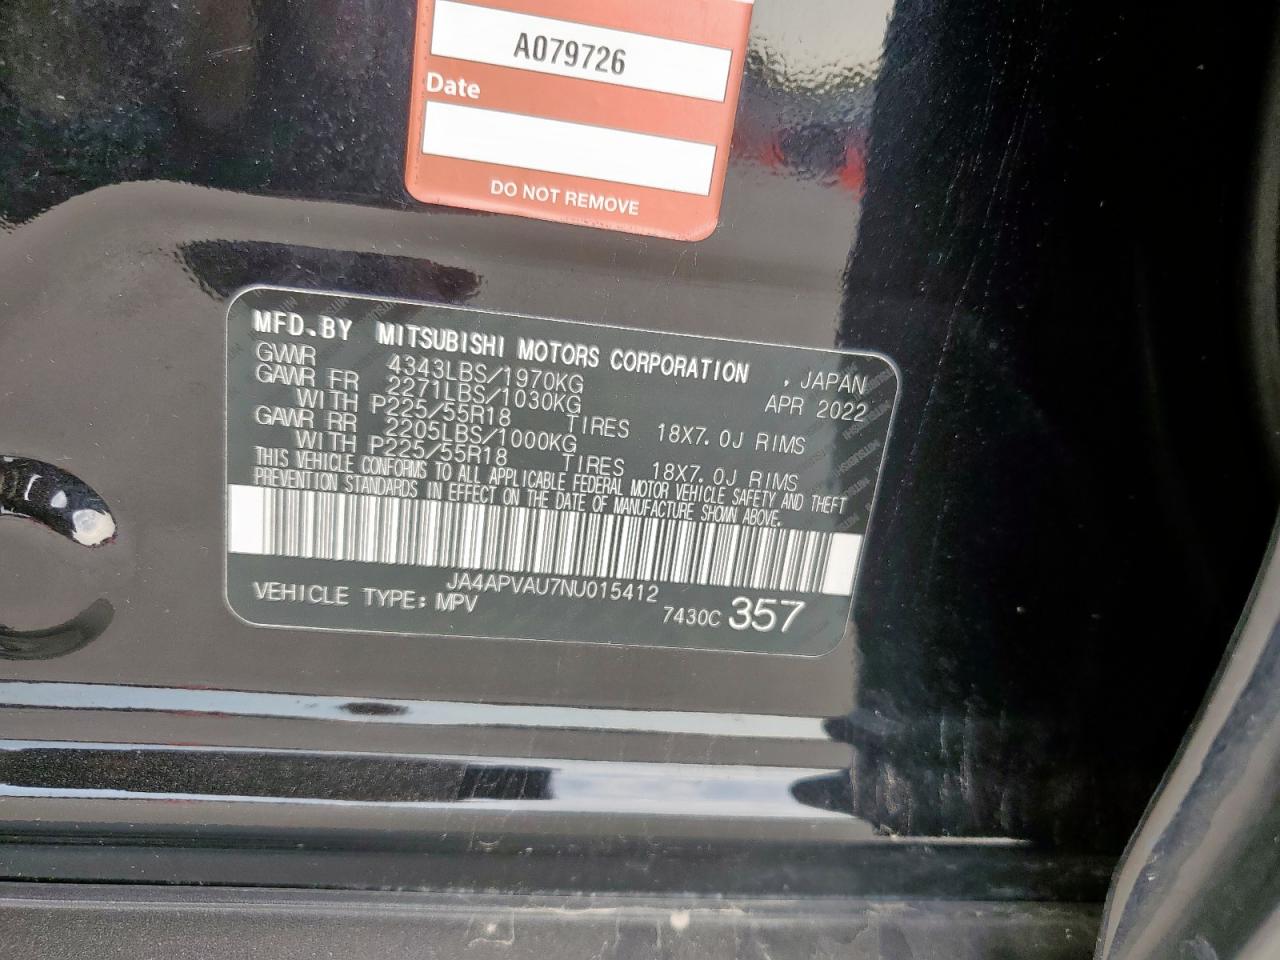 A079726
Date
DO NOT REMOVE
MFD.BY MITSUBISHI MOTORS CORPORATION , JAPAN
GVWR 4343LBS/1970KG APR 2022
GAWR FR 2271LBS/1030KG
WITH P225/55R18 TIRES 18X7.0J RIMS
GAWR RR 2205LBS/1000KG
WITH P225/55R18 TIRES 18X7.0J RIMS
THIS VEHICLE CONFORMS TO ALL APPLICABLE FEDERAL MOTOR VEHICLE SAFETY AND THEFT
PREVENTION STANDARDS IN EFFECT ON THE DATE OF MANUFACTURE SHOWN ABOVE.
JA4APVAU7NU015412
VEHICLE TYPE: MPV 7430C 357